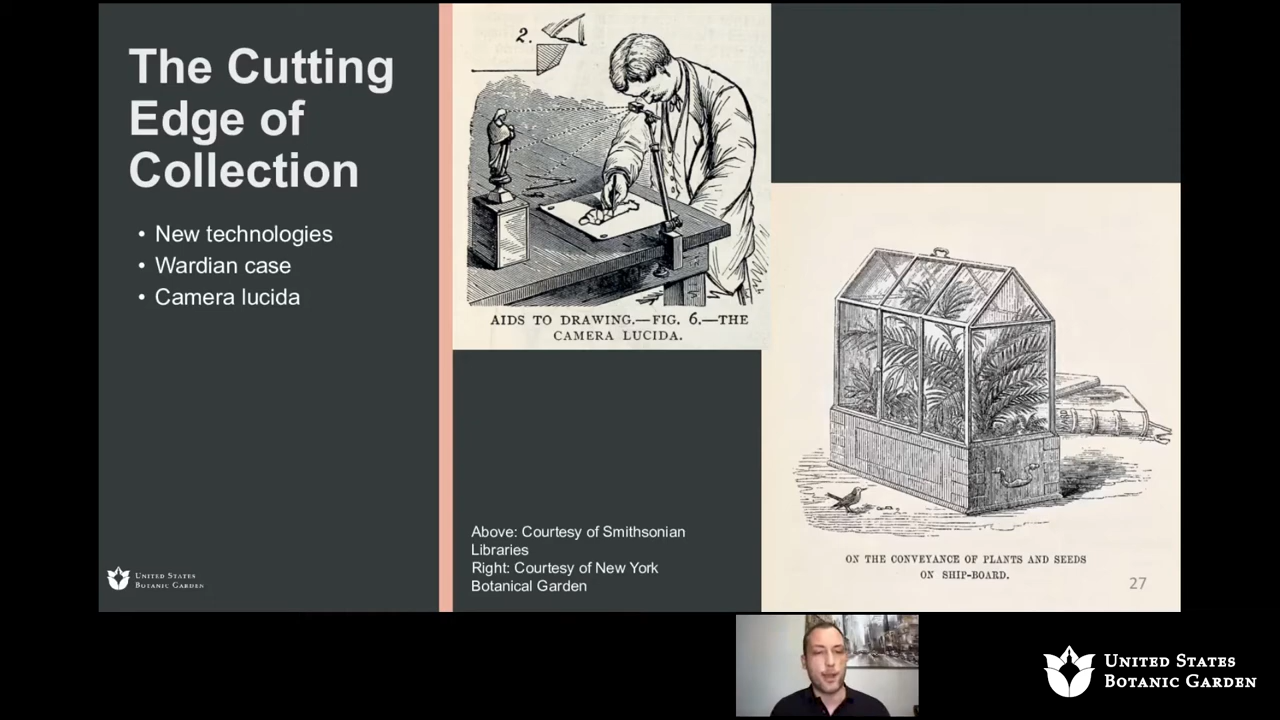 The Cutting
Edge of
Collection
• New technologies
• Wardian case
• Camera lucida
UNITED STATES
BOTANIC GARDEN
2.
AIDS TO DRAWING.—FIG. 6.—THE
CAMERA LUCIDA.
Above: Courtesy of Smithsonian
Libraries
Right: Courtesy of New York
Botanical Garden
ON THE CONVEYANCE OF PLANTS AND SEEDS
ON SHIP-BOARD.
27
UNITED STATES
BOTANIC GARDEN